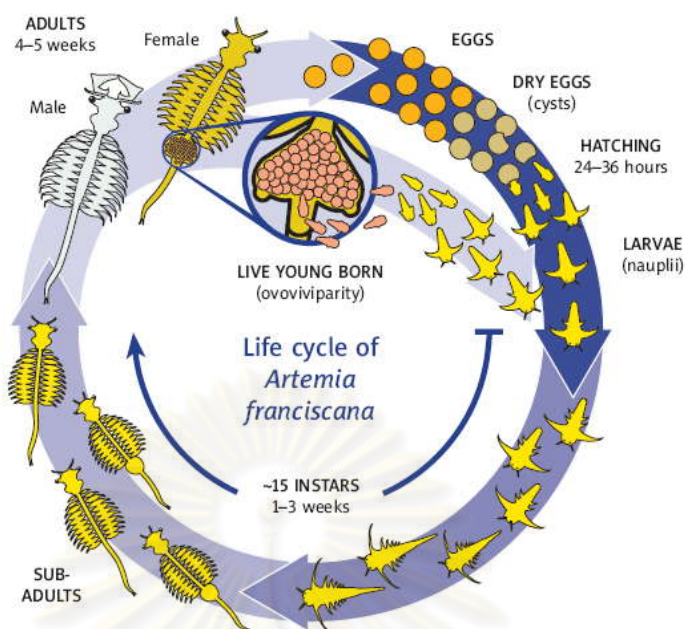 ADULTS
4–5 weeks
Female
Male
EGGS
DRY EGGS
(cysts)
HATCHING
24–36 hours
LARVAE
(nauplii)
LIVE YOUNG BORN
(ovoviviparity)
Life cycle of
Artemia
franciscana
~15 INSTARS
1–3 weeks
SUB-
ADULTS